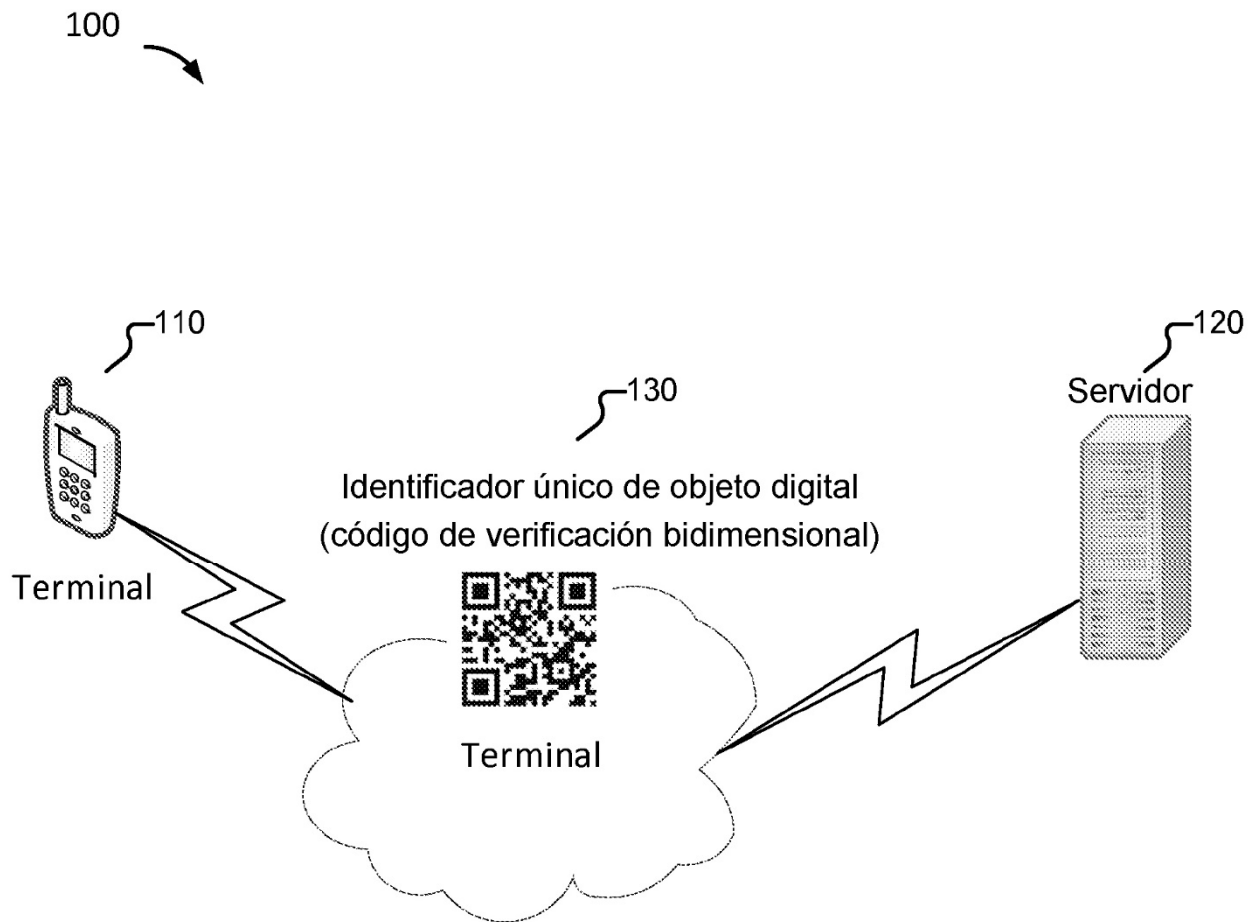 100
110
130
120
Servidor
Identificador único de objeto digital
(código de verificación bidimensional)
Terminal
Terminal